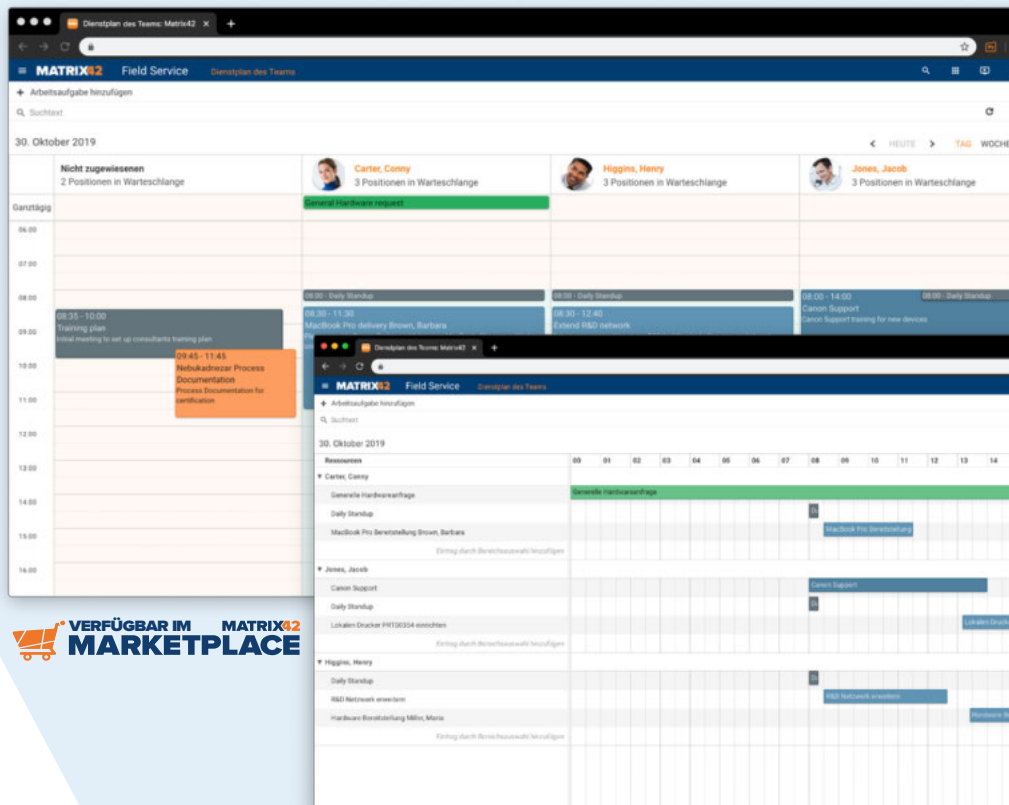 Dienstplan des Teams: Matrix42
MATRIX42 Field Service Dienstplan des Teams
+ Arbeitsaufgabe hinzufügen
Suchtext
30. Oktober 2019
HEUTE TAG WOCHE
Nicht zugewiesenen
2 Positionen in Warteschlange
Carter, Conny
3 Positionen in Warteschlange
Higgins, Henry
3 Positionen in Warteschlange
Jones, Jacob
3 Positionen in Warteschlange
Ganztägig
General Hardware request
06:00
07:00
08:00
09:00
10:00
11:00
12:00
13:00
14:00
15:00
16:00
08:35 - 10:00
Training plan
Initial meeting to set up consultants training plan
09:45 - 11:45
Nebukadnezar Process
Documentation
Process Documentation for
certification
08:00 - Daily Standup
08:30 - 11:30
MacBook Pro delivery Brown, Barbara
08:00 - Daily Standup
08:30 - 12:40
Extend R&D network
08:00 - 14:00
Canon Support
Canon Support training for new devices
08:00 - Daily Standup
Dienstplan des Teams: Matrix42
MATRIX42 Field Service Dienstplan des Teams
+ Arbeitsaufgabe hinzufügen
Suchtext
30. Oktober 2019
Ressourcen 00 01 02 03 04 05 06 07 08 09 10 11 12 13 14
Carter, Conny
Generelle Hardwareanfrage Generelle Hardwareanfrage
Daily Standup
MacBook Pro Bereitstellung Brown, Barbara MacBook Pro Bereitstellung
Eintrag durch Bereichsauswahl hinzufügen
Jones, Jacob
Canon Support Canon Support
Daily Standup
Lokalen Drucker PRT00354 einrichten Lokalen Drucke
Eintrag durch Bereichsauswahl hinzufügen
Higgins, Henry
Daily Standup
R&D Netzwerk erweitern R&D Netzwerk erweitern
Hardware Bereitstellung Miller, Maria
Eintrag durch Bereichsauswahl hinzufügen
VERFÜGBAR IM MATRIX42
MARKETPLACE